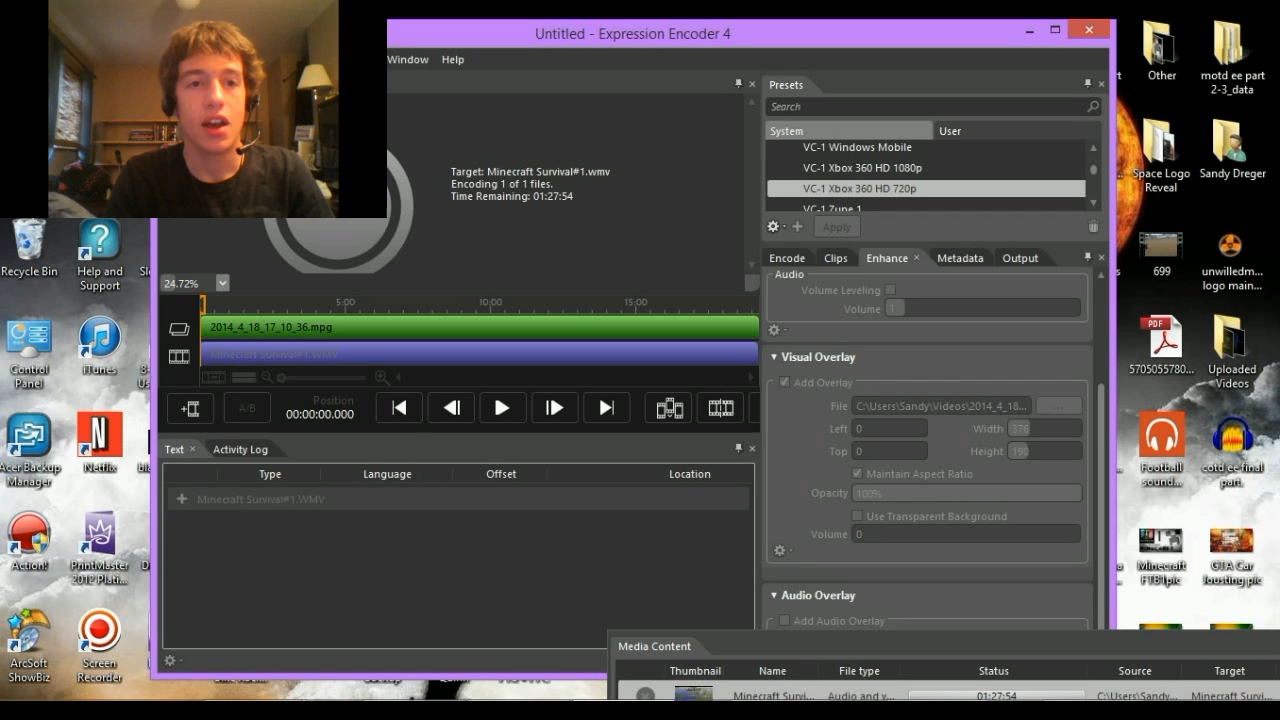 Untitled - Expression Encoder 4
Window Help
Target: Minecraft Survival#1.wmv
Encoding 1 of 1 files.
Time Remaining: 01:27:54
24.72%
5:00 10:00 15:00
2014_4_18_17_10_36.mpg
Minecraft Survival#1.WMV
A/B
Position
00:00:00.000
Text × Activity Log
Type Language Offset Location
Minecraft Survival#1.WMV
Presets
Search
System User
VC-1 Windows Mobile
VC-1 Xbox 360 HD 1080p
VC-1 Xbox 360 HD 720p
VC-1 Zune 1
Apply
Encode Clips Enhance × Metadata Output
Audio
Volume Leveling
Volume 1
Visual Overlay
Add Overlay
File C:\Users\Sandy\Videos\2014_4_18... ...
Left 0 Width 376
Top 0 Height 190
Maintain Aspect Ratio
Opacity 100%
Use Transparent Background
Volume 0
Audio Overlay
Add Audio Overlay
Media Content
Thumbnail Name File type Status Source Target
Minecraft Survi... Audio and v... 01:27:54 C:\Users\Sandy... Minecraft Survi...
Recycle Bin
Help and
Support
Control
Panel
iTunes
Acer Backup
Manager
Netflix
Action!
PrintMaster
2012 Plati...
ArcSoft
ShowBiz
Screen
Recorder
Other
motd ee part
2-3_data
Space Logo
Reveal
Sandy Dreger
699
unwilledm...
logo main...
PDF
5705055780...
Uploaded
Videos
Football
sound...
cotd ee final
part
Minecraft
FTB1pic
GTA Car
Jousting pic